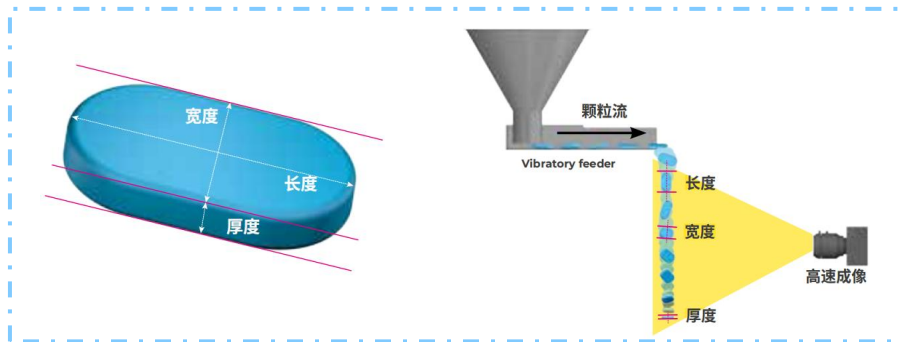 宽度
长度
厚度
颗粒流
Vibratory feeder
长度
宽度
高速成像
厚度